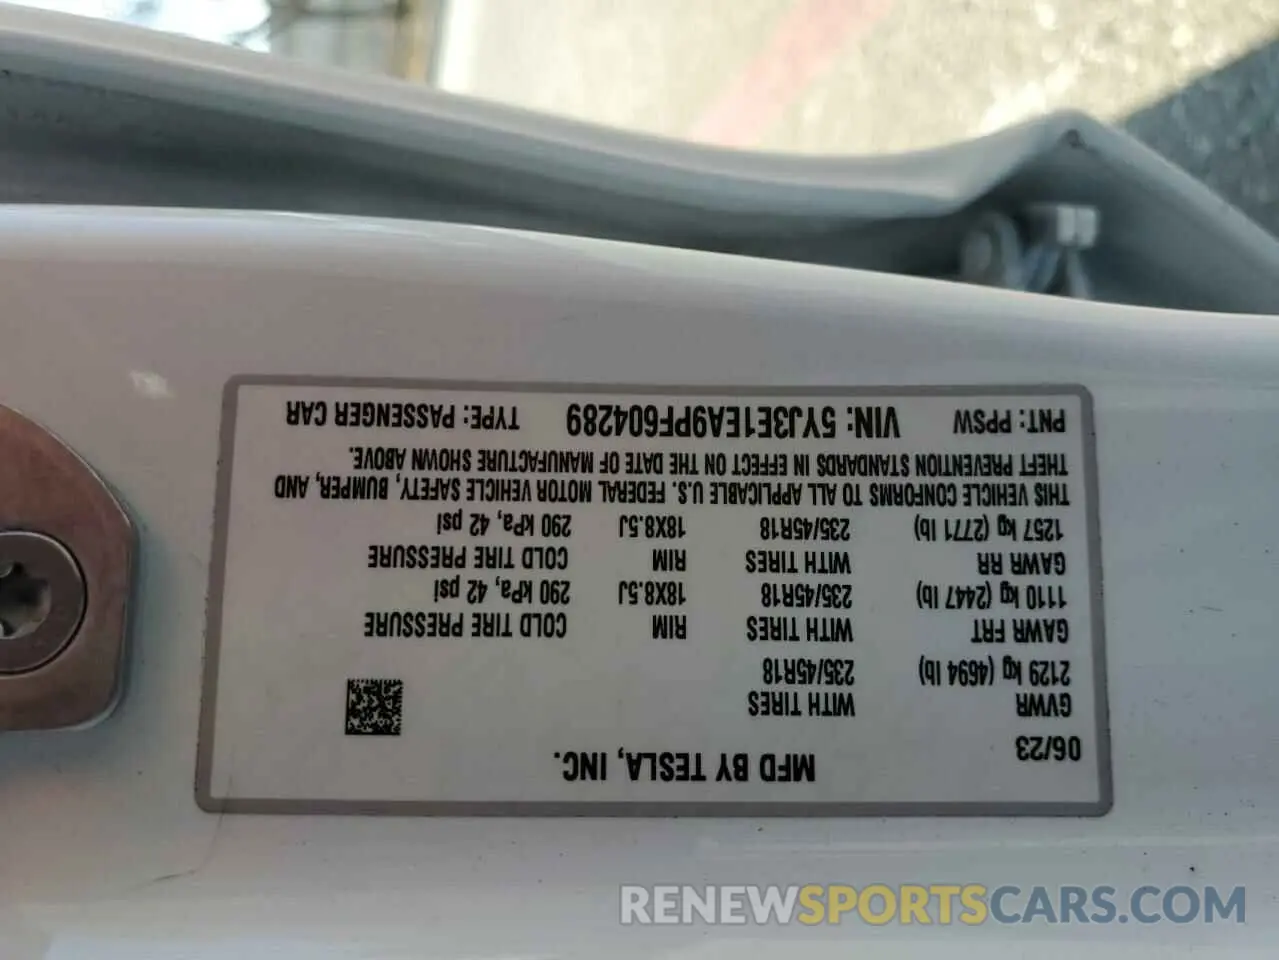 MFD BY TESLA, INC.
06/23
GVWR WITH TIRES
2129 kg (4694 lb) 235/45R18
GAWR FRT WITH TIRES RIM COLD TIRE PRESSURE
1110 kg (2447 lb) 235/45R18 18X8.5J 290 kPa, 42 psi
GAWR RR WITH TIRES RIM COLD TIRE PRESSURE
1257 kg (2771 lb) 235/45R18 18X8.5J 290 kPa, 42 psi
THIS VEHICLE CONFORMS TO ALL APPLICABLE U.S. FEDERAL MOTOR VEHICLE SAFETY, BUMPER, AND
THEFT PREVENTION STANDARDS IN EFFECT ON THE DATE OF MANUFACTURE SHOWN ABOVE.
PNT: PPSW VIN: 5YJ3E1EA9PF604289 TYPE: PASSENGER CAR
RENEWSPORTSCARS.COM